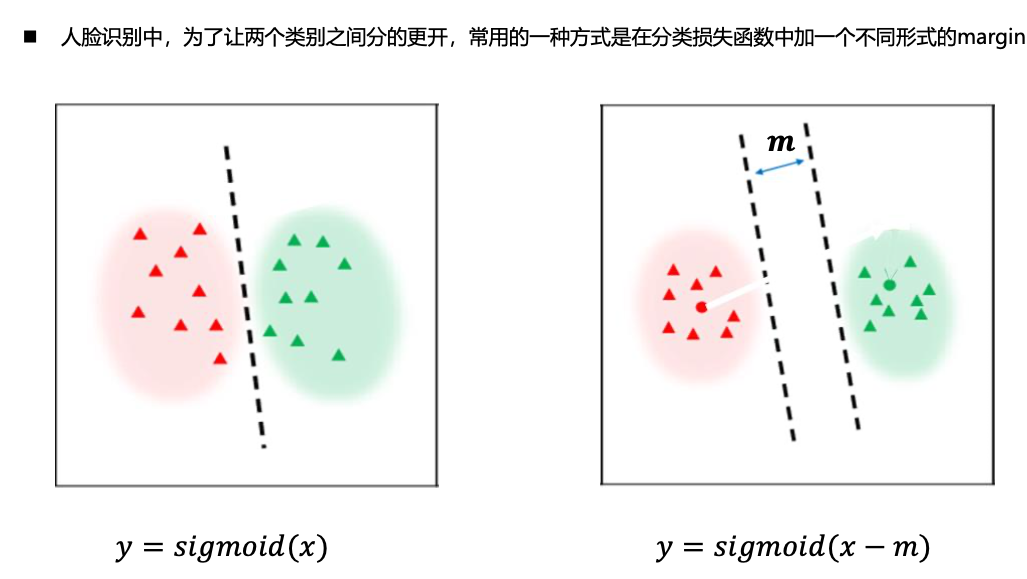 ■ 人脸识别中，为了让两个类别之间分的更开，常用的一种方式是在分类损失函数中加一个不同形式的margin
m
y = sigmoid(x)
y = sigmoid(x − m)